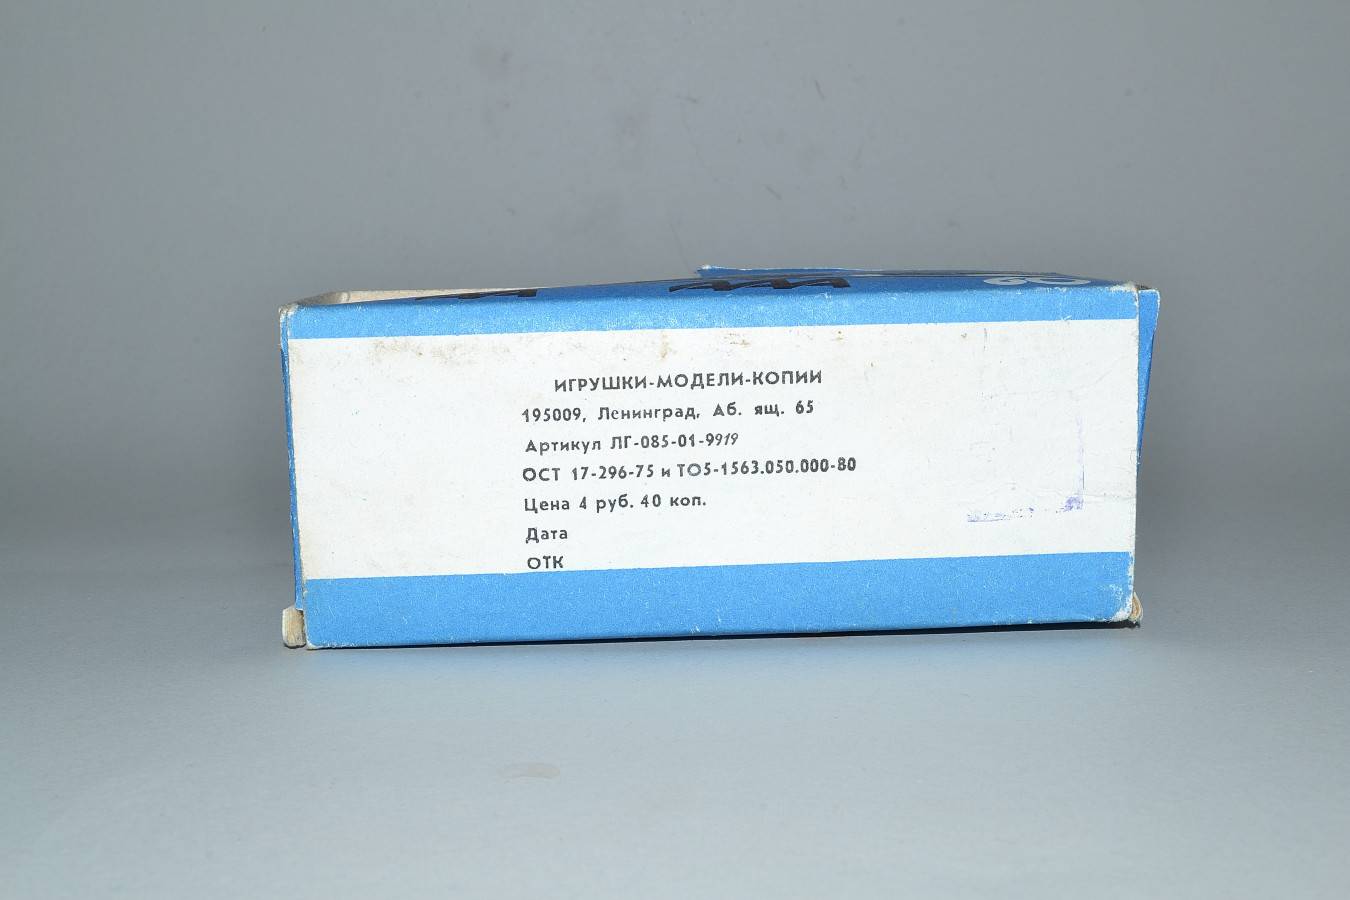 ИГРУШКИ-МОДЕЛИ-КОПИИ
195009, Ленинград, Аб. ящ. 65
Артикул ЛГ-085-01-9919
ОСТ 17-296-75 и ТО5-1563.050.000-80
Цена 4 руб. 40 коп.
Дата
ОТК